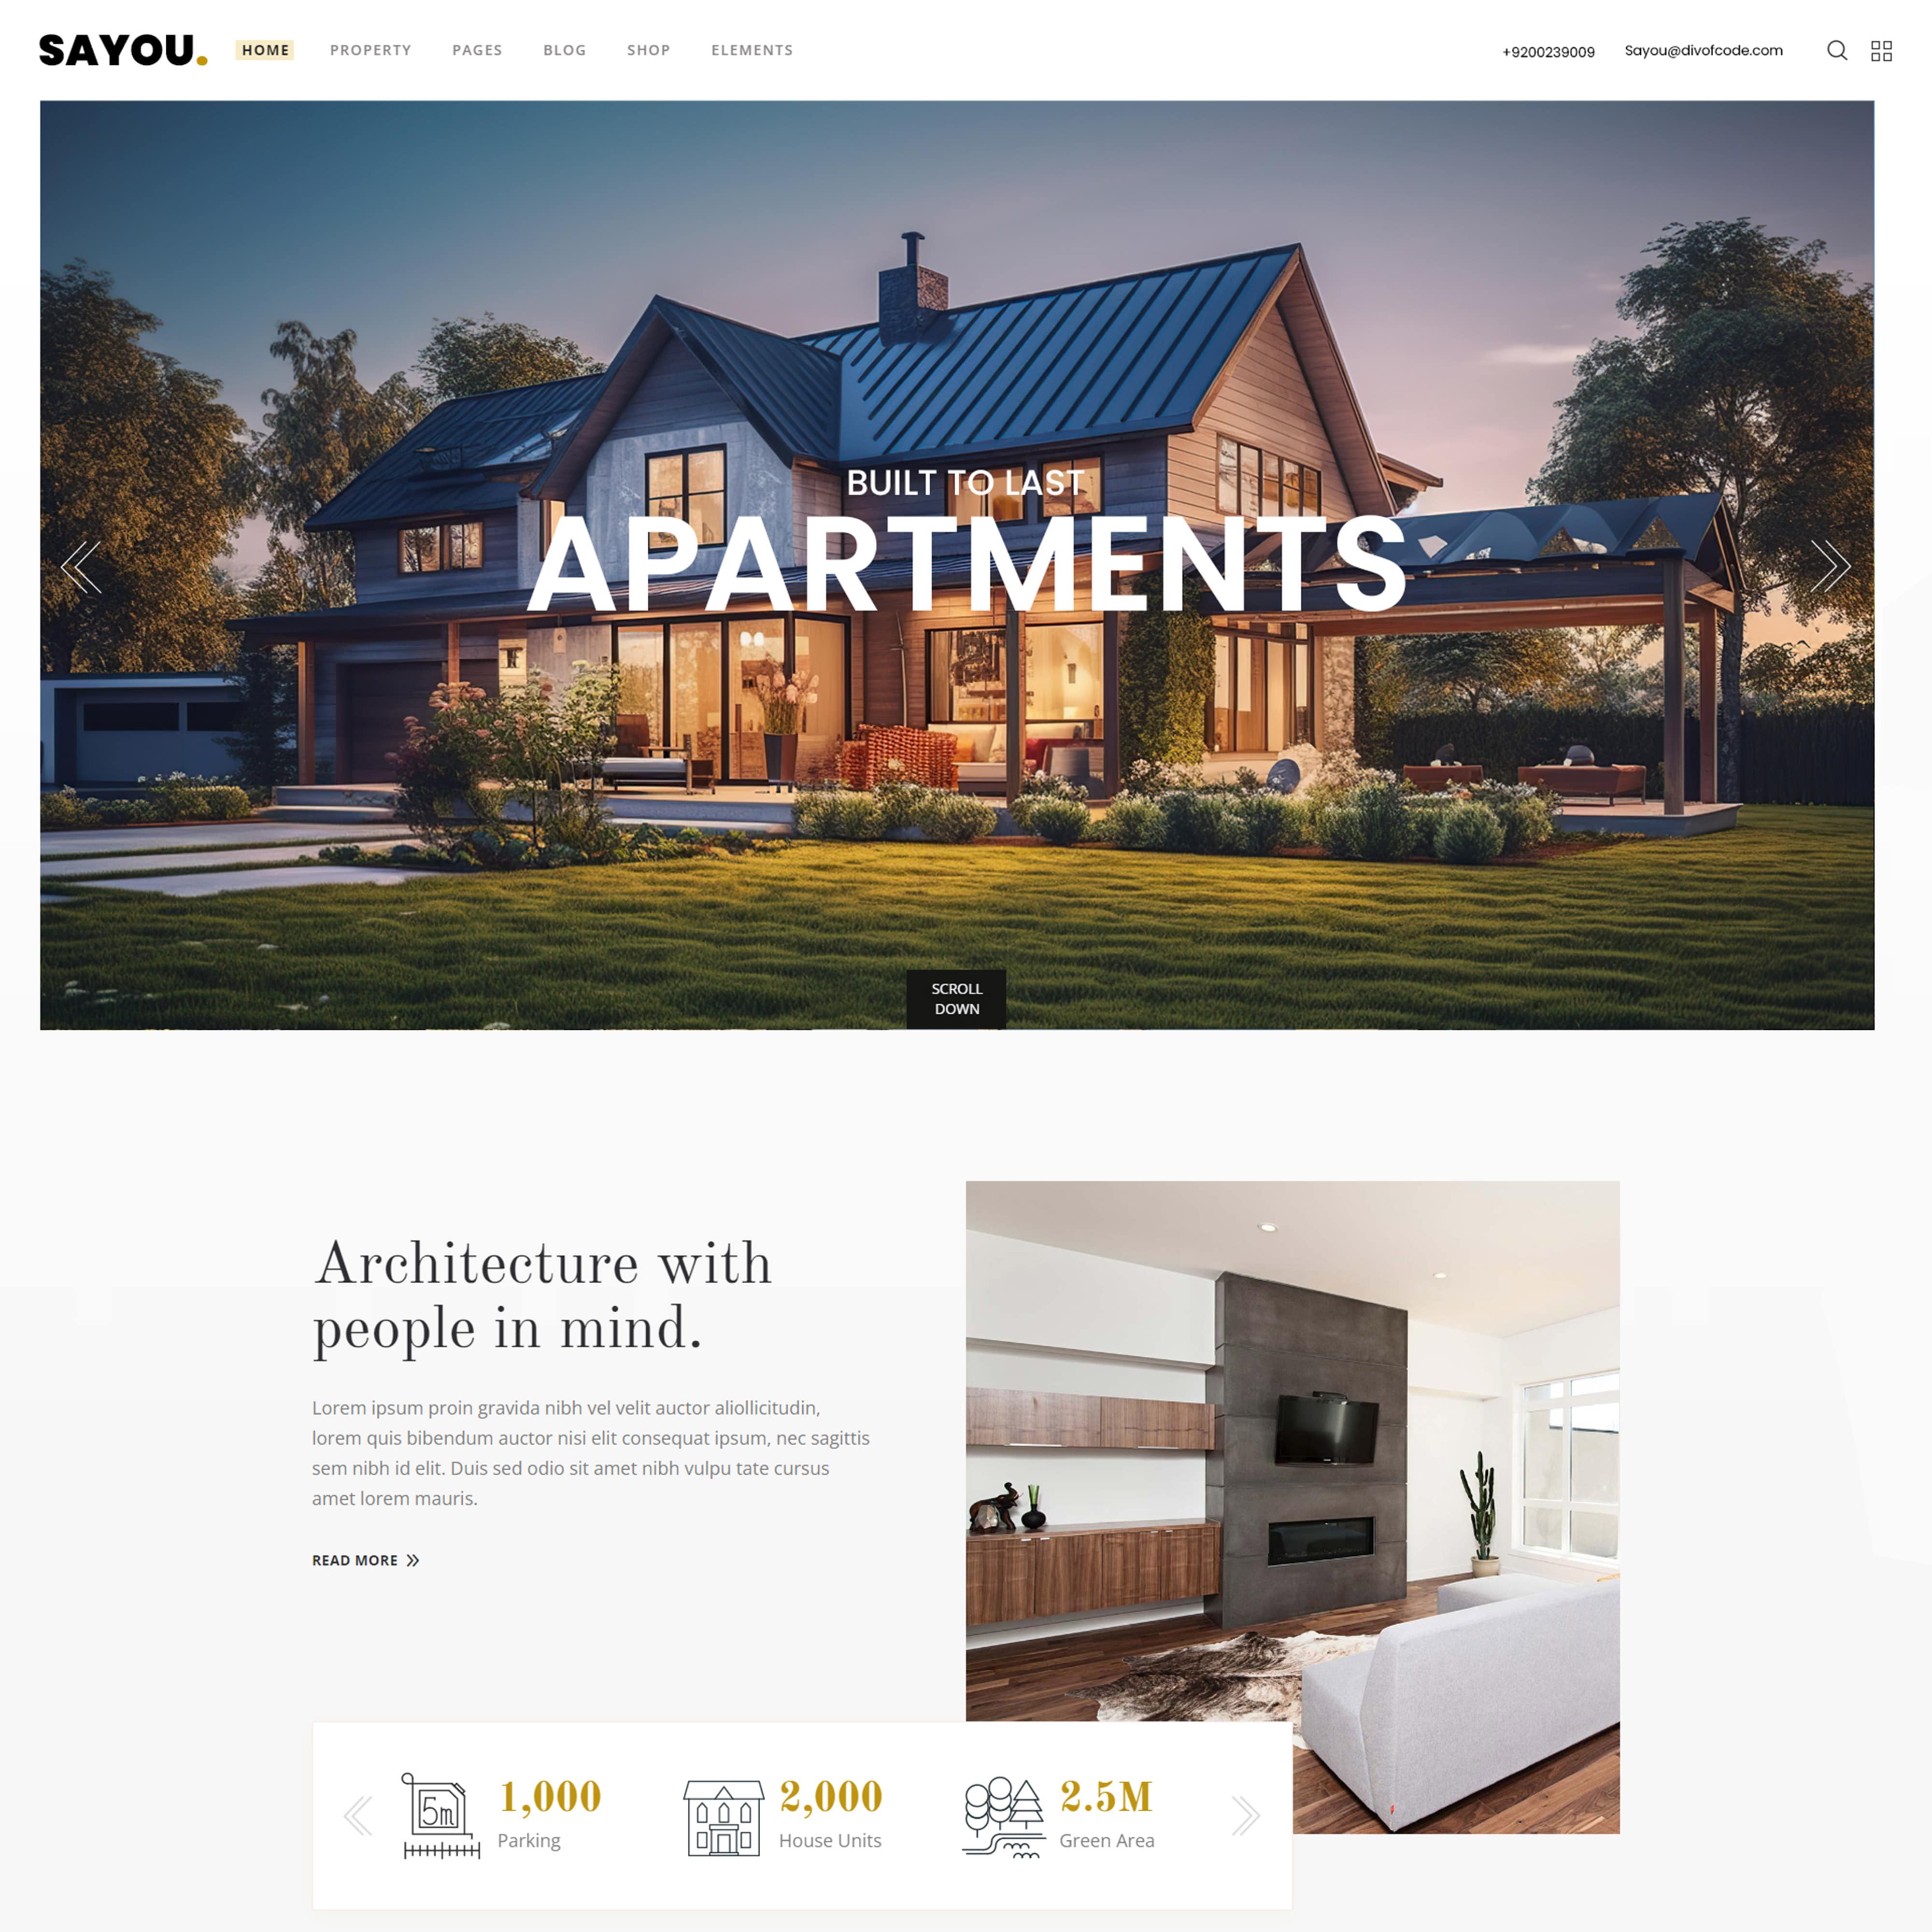 SAYOU.
HOME PROPERTY PAGES BLOG SHOP ELEMENTS
+9200239009 Sayou@divofcode.com
BUILT TO LAST
APARTMENTS
SCROLL
DOWN
Architecture with
people in mind.
Lorem ipsum proin gravida nibh vel velit auctor aliollicitudin,
lorem quis bibendum auctor nisi elit consequat ipsum, nec sagittis
sem nibh id elit. Duis sed odio sit amet nibh vulpu tate cursus
amet lorem mauris.
READ MORE
5m
1,000
Parking
2,000
House Units
2.5M
Green Area